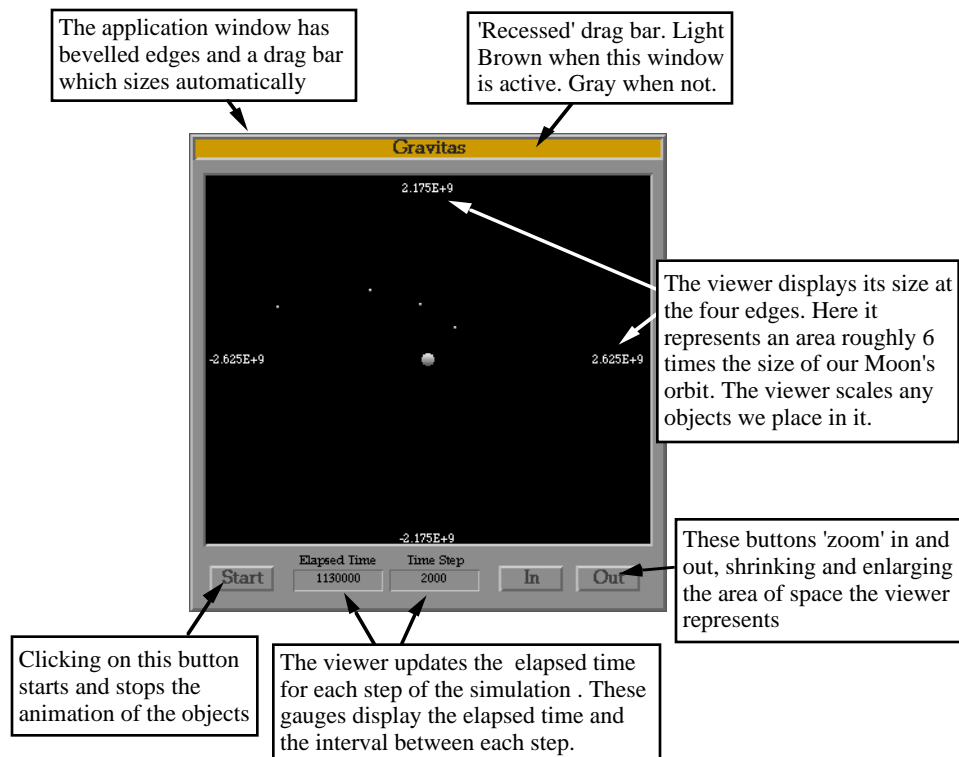 The application window has
bevelled edges and a drag bar
which sizes automatically
'Recessed' drag bar. Light
Brown when this window
is active. Gray when not.
Gravitas
2.175E+9
-2.625E+9
2.625E+9
The viewer displays its size at
the four edges. Here it
represents an area roughly 6
times the size of our Moon's
orbit. The viewer scales any
objects we place in it.
-2.175E+9
Elapsed Time
Time Step
Start
1130000
2000
In
Out
These buttons 'zoom' in and
out, shrinking and enlarging
the area of space the viewer
represents
Clicking on this button
starts and stops the
animation of the objects
The viewer updates the  elapsed time
for each step of the simulation . These
gauges display the elapsed time and
the interval between each step.